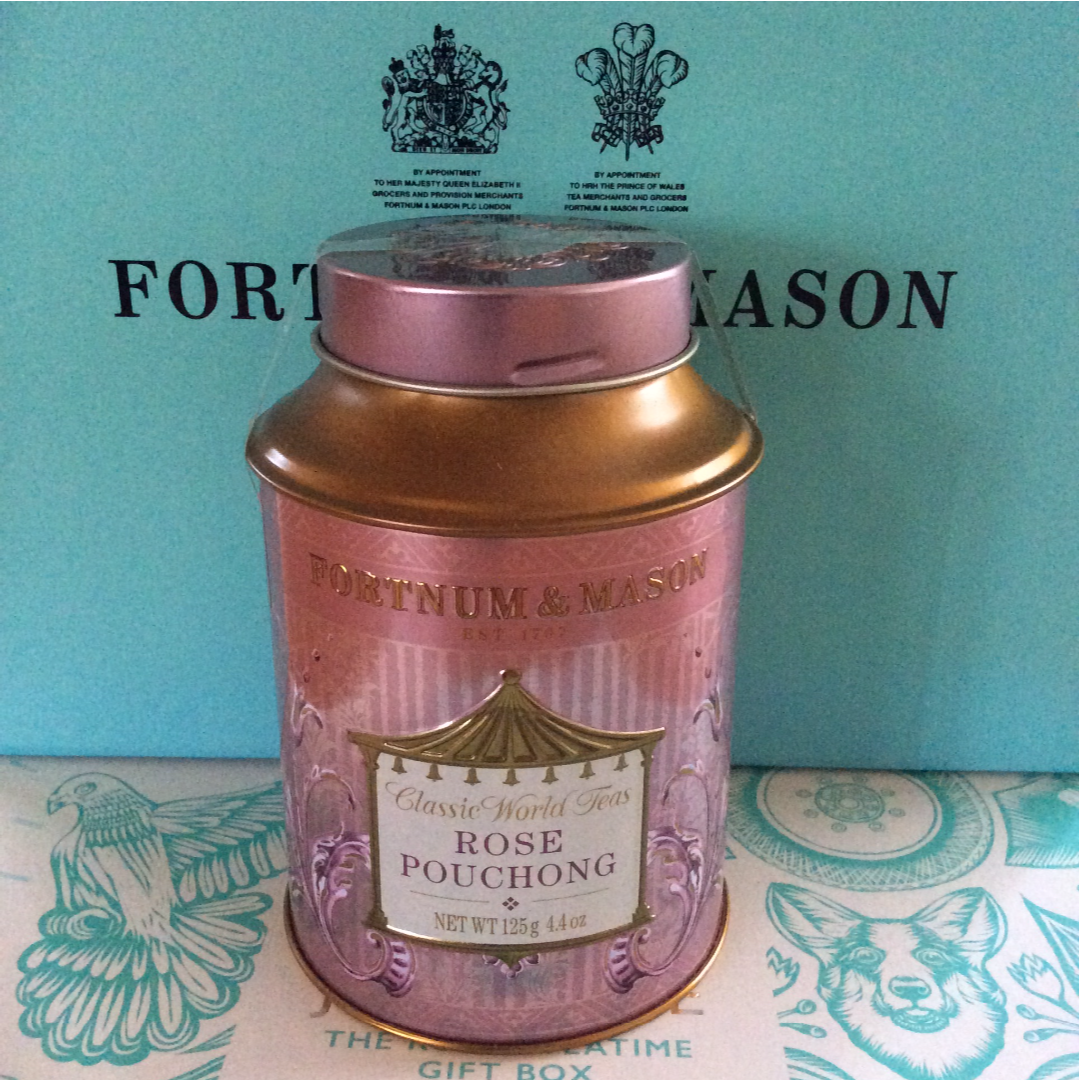 BY APPOINTMENT
TO HER MAJESTY QUEEN ELIZABETH II
GROCERS AND PROVISION MERCHANTS
FORTNUM & MASON PLC LONDON
BY APPOINTMENT
TO HRH THE PRINCE OF WALES
TEA MERCHANTS AND GROCERS
FORTNUM & MASON PLC LONDON
FORT MASON
FORTNUM & MASON
EST 1707
Classic World Teas
ROSE
POUCHONG
NET WT 125g 4.4 oz
THE
TEATIME
GIFT BOX